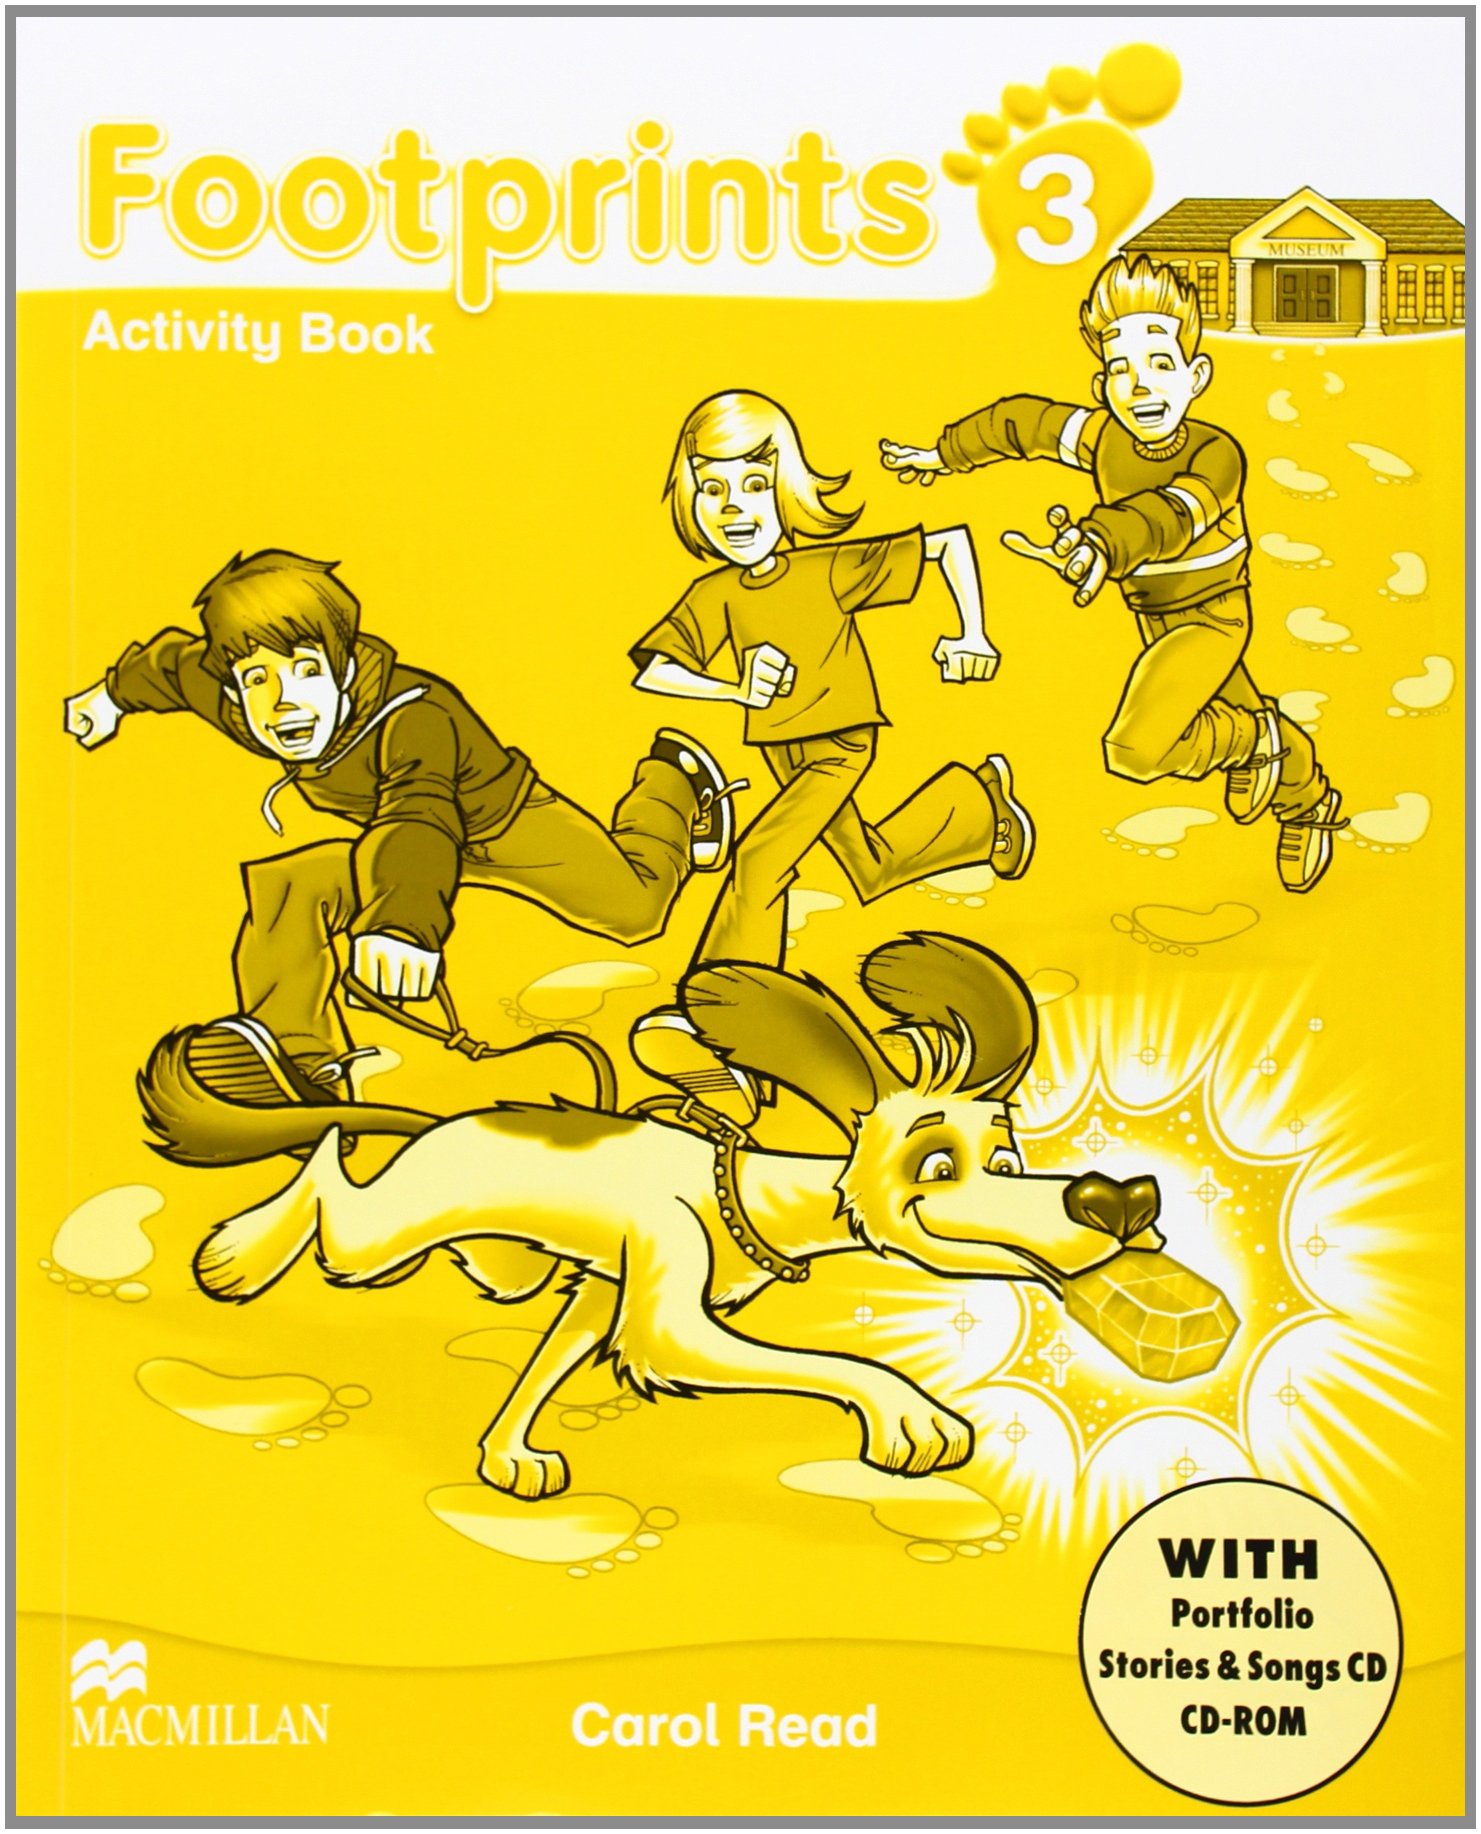 Footprints 3
MUSEUM
Activity Book
WITH
Portfolio
Stories & Songs CD
CD-ROM
MACMILLAN
Carol Read